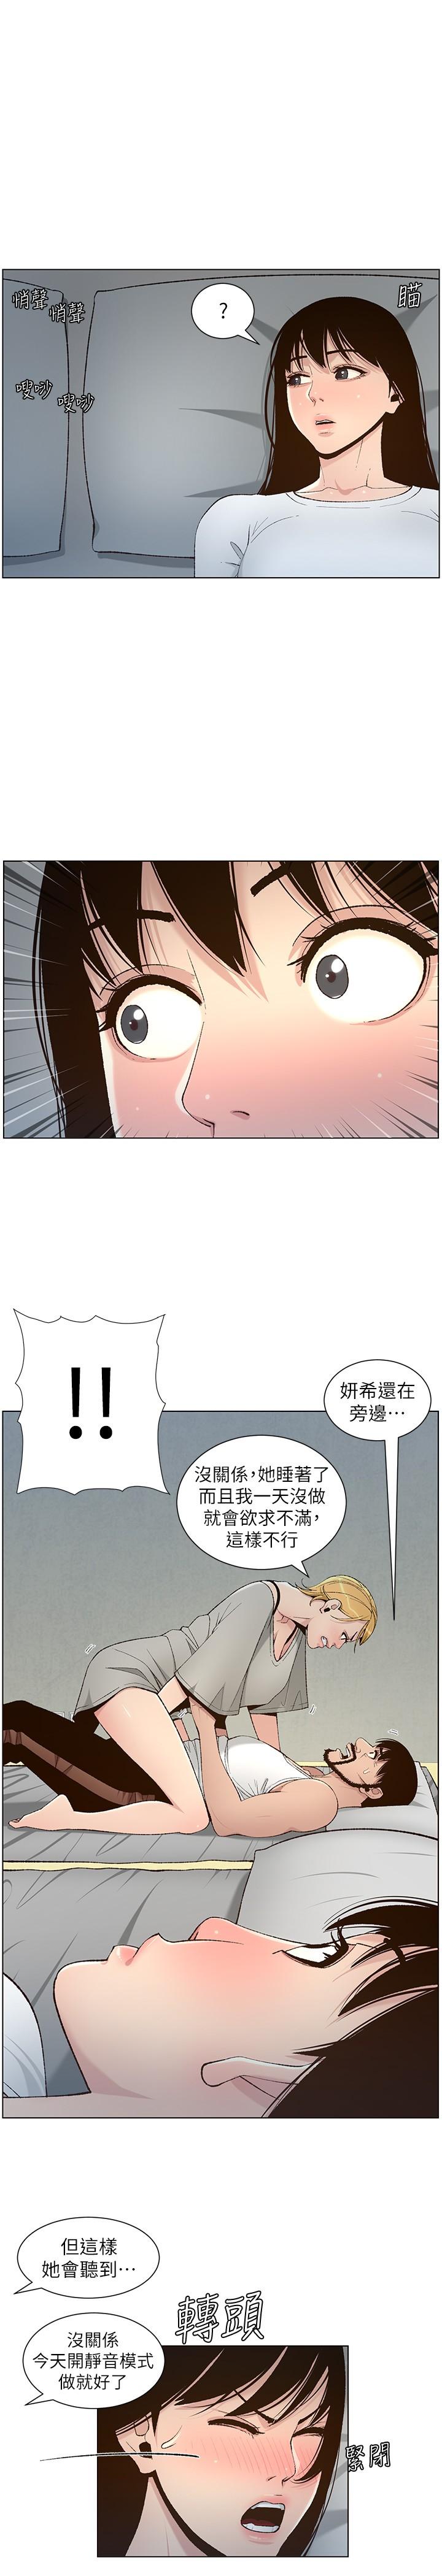 悄聲
悄聲
嗖吵
嗖吵
?
瞄
!!
妍希還在
旁邊⋯
沒關係,她睡著了
而且我一天沒做
就會欲求不滿,
這樣不行
但這樣
她會聽到⋯
轉頭
沒關係
今天開靜音模式
做就好了
緊閉